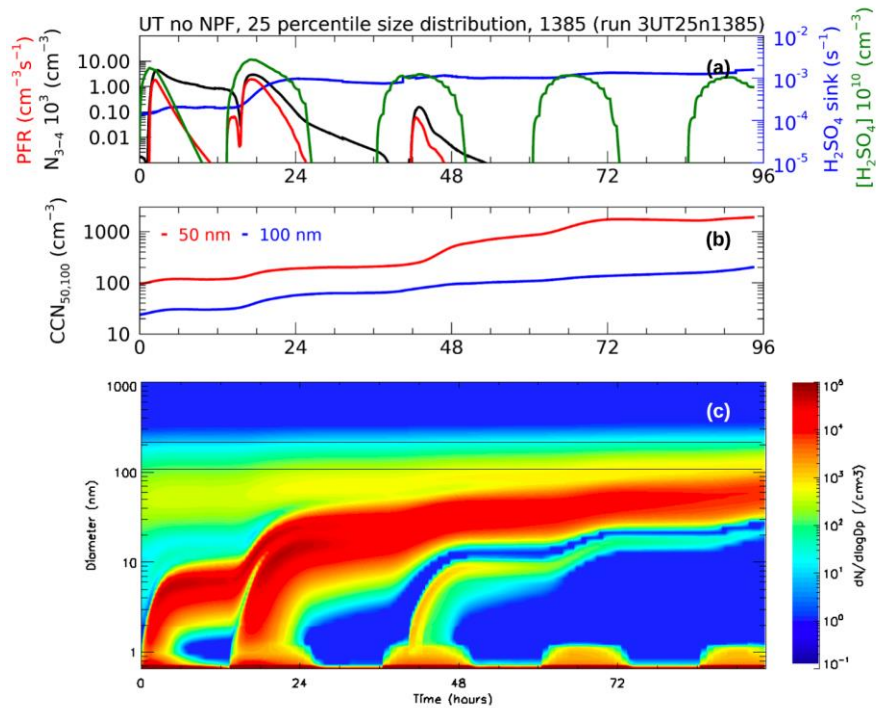 UT no NPF, 25 percentile size distribution, 1385 (run 3UT25n1385)
PFR (cm⁻³s⁻¹)
N₃₋₄ 10³ (cm⁻³)
10.00
1.00
0.10
0.01
(a)
10⁻²
10⁻³
10⁻⁴
10⁻⁵
H₂SO₄ sink (s⁻¹)
[H₂SO₄] 10¹⁰ (cm⁻³)
0 24 48 72 96
CCN₅₀,₁₀₀ (cm⁻³)
1000
100
10
50 nm 100 nm
(b)
0 24 48 72 96
Diameter (nm)
1000
100
10
1
(c)
0 24 48 72
Time (hours)
10⁴
10³
10²
10¹
10⁰
10⁻¹
dN/dlogDp (/cm3)